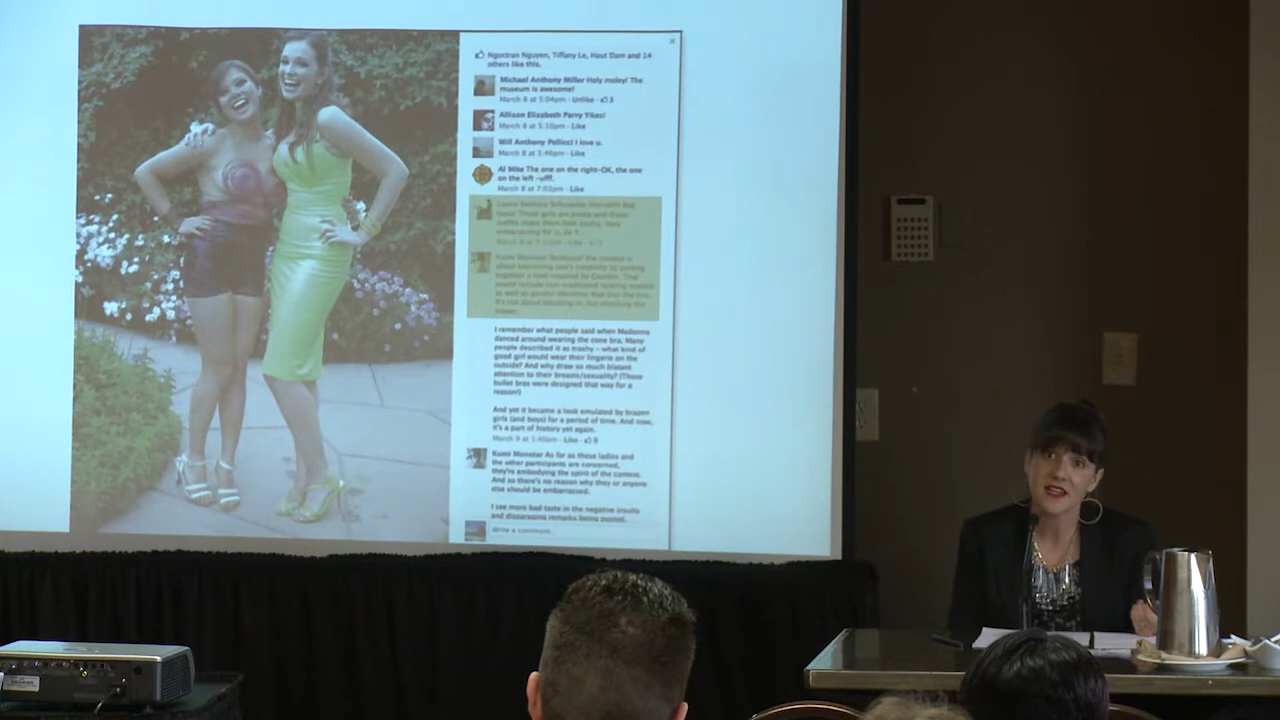 Ngoctran Nguyen, Tiffany Le, Haut Dam and 14
others like this.
Michael Anthony Miller Holy moley! The
museum is awesome!
March 8 at 5:04pm · Unlike · 3
Allison Elizabeth Parry Yikes!
March 8 at 5:10pm · Like
Will Anthony Pellicci I love u.
March 8 at 5:46pm · Like
Al Mite The one on the right-OK, the one
on the left -ufff.
March 8 at 7:03pm · Like
I remember what people said when Madonna
danced around wearing the cone bra. Many
people described it as trashy – what kind of
good girl would wear their lingerie on the
outside? And why draw so much blatant
attention to their breasts/sexuality? (Those
bullet bras were designed that way for a
reason!)
And yet it became a look emulated by brazen
girls (and boys) for a period of time. And now,
it's a part of history yet again.
March 9 at 1:40am · Like · 8
Kumi Monster As far as these ladies and
the other participants are concerned,
they're embodying the spirit of the contest.
And so there's no reason why they or anyone
else should be embarrassed.
I see more bad taste in the negative insults
and dispersions remarks being posted.
Write a comment...